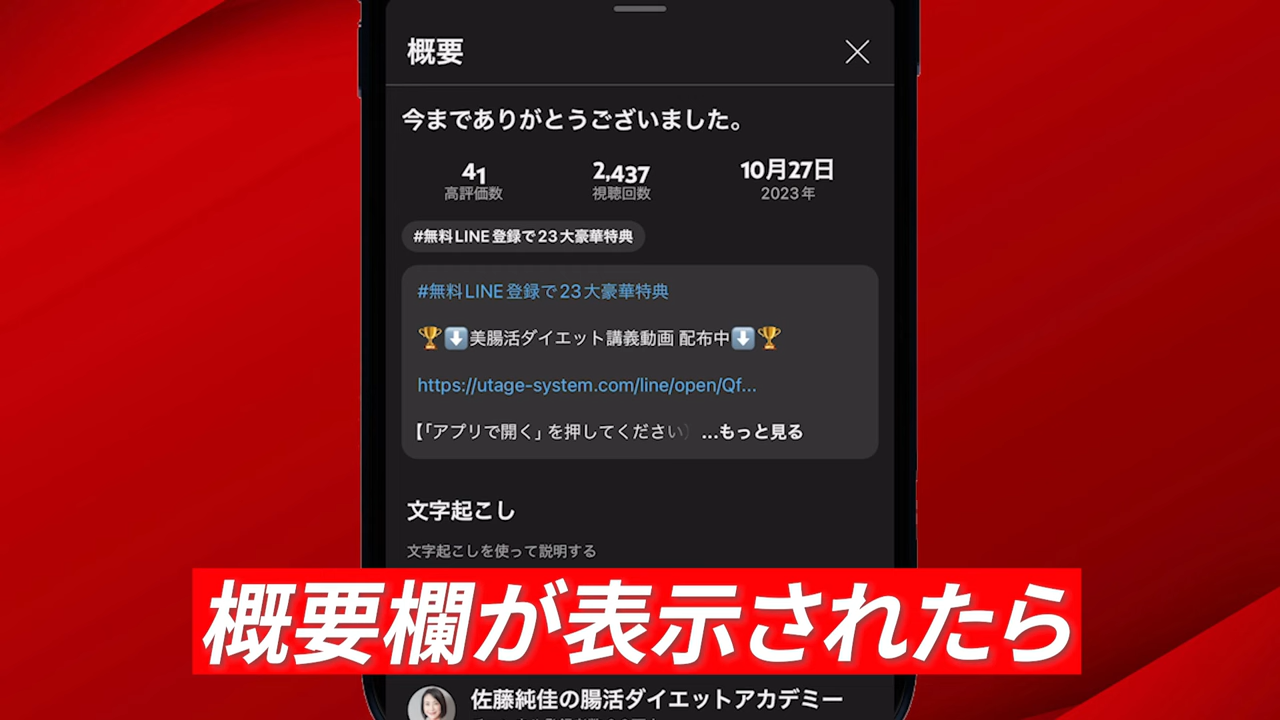 概要
今までありがとうございました。
41 2,437 10月27日
高評価数 視聴回数 2023年
#無料LINE登録で23大豪華特典
#無料LINE登録で23大豪華特典
🏆⬇️美腸活ダイエット講義動画 配布中⬇️🏆
https://utage-system.com/line/open/Qf...
【「アプリで開く」を押してください） ...もっと見る
文字起こし
文字起こしを使って説明する
概要欄が表示されたら
佐藤純佳の腸活ダイエットアカデミー